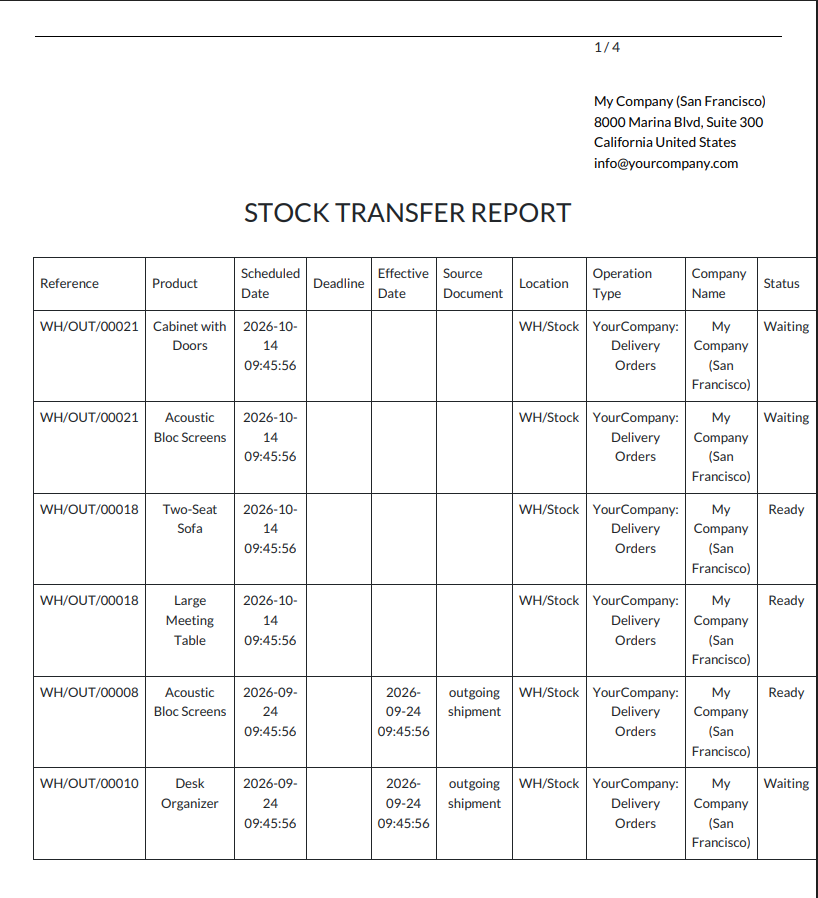 1 / 4
My Company (San Francisco)
8000 Marina Blvd, Suite 300
California United States
info@yourcompany.com
STOCK TRANSFER REPORT
Reference Product Scheduled Date Deadline Effective Date Source Document Location Operation Type Company Name Status
WH/OUT/00021 Cabinet with Doors 2026-10-14 09:45:56 WH/Stock YourCompany: Delivery Orders My Company (San Francisco) Waiting
WH/OUT/00021 Acoustic Bloc Screens 2026-10-14 09:45:56 WH/Stock YourCompany: Delivery Orders My Company (San Francisco) Waiting
WH/OUT/00018 Two-Seat Sofa 2026-10-14 09:45:56 WH/Stock YourCompany: Delivery Orders My Company (San Francisco) Ready
WH/OUT/00018 Large Meeting Table 2026-10-14 09:45:56 WH/Stock YourCompany: Delivery Orders My Company (San Francisco) Ready
WH/OUT/00008 Acoustic Bloc Screens 2026-09-24 09:45:56 2026-09-24 09:45:56 outgoing shipment WH/Stock YourCompany: Delivery Orders My Company (San Francisco) Ready
WH/OUT/00010 Desk Organizer 2026-09-24 09:45:56 2026-09-24 09:45:56 outgoing shipment WH/Stock YourCompany: Delivery Orders My Company (San Francisco) Waiting